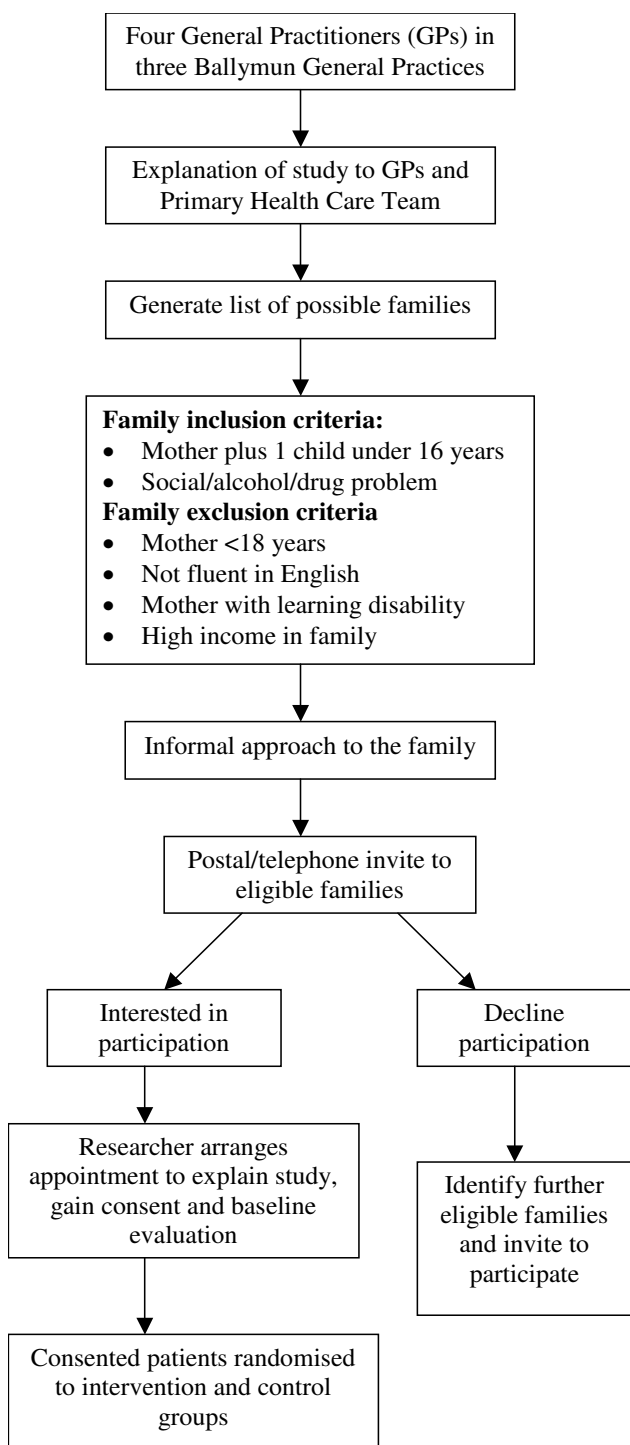 Four General Practitioners (GPs) in
three Ballymun General Practices
Explanation of study to GPs and
Primary Health Care Team
Generate list of possible families
Family inclusion criteria:
• Mother plus 1 child under 16 years
• Social/alcohol/drug problem
Family exclusion criteria
• Mother <18 years
• Not fluent in English
• Mother with learning disability
• High income in family
Informal approach to the family
Postal/telephone invite to
eligible families
Interested in
participation
Decline
participation
Researcher arranges
appointment to explain study,
gain consent and baseline
evaluation
Identify further
eligible families
and invite to
participate
Consented patients randomised
to intervention and control
groups